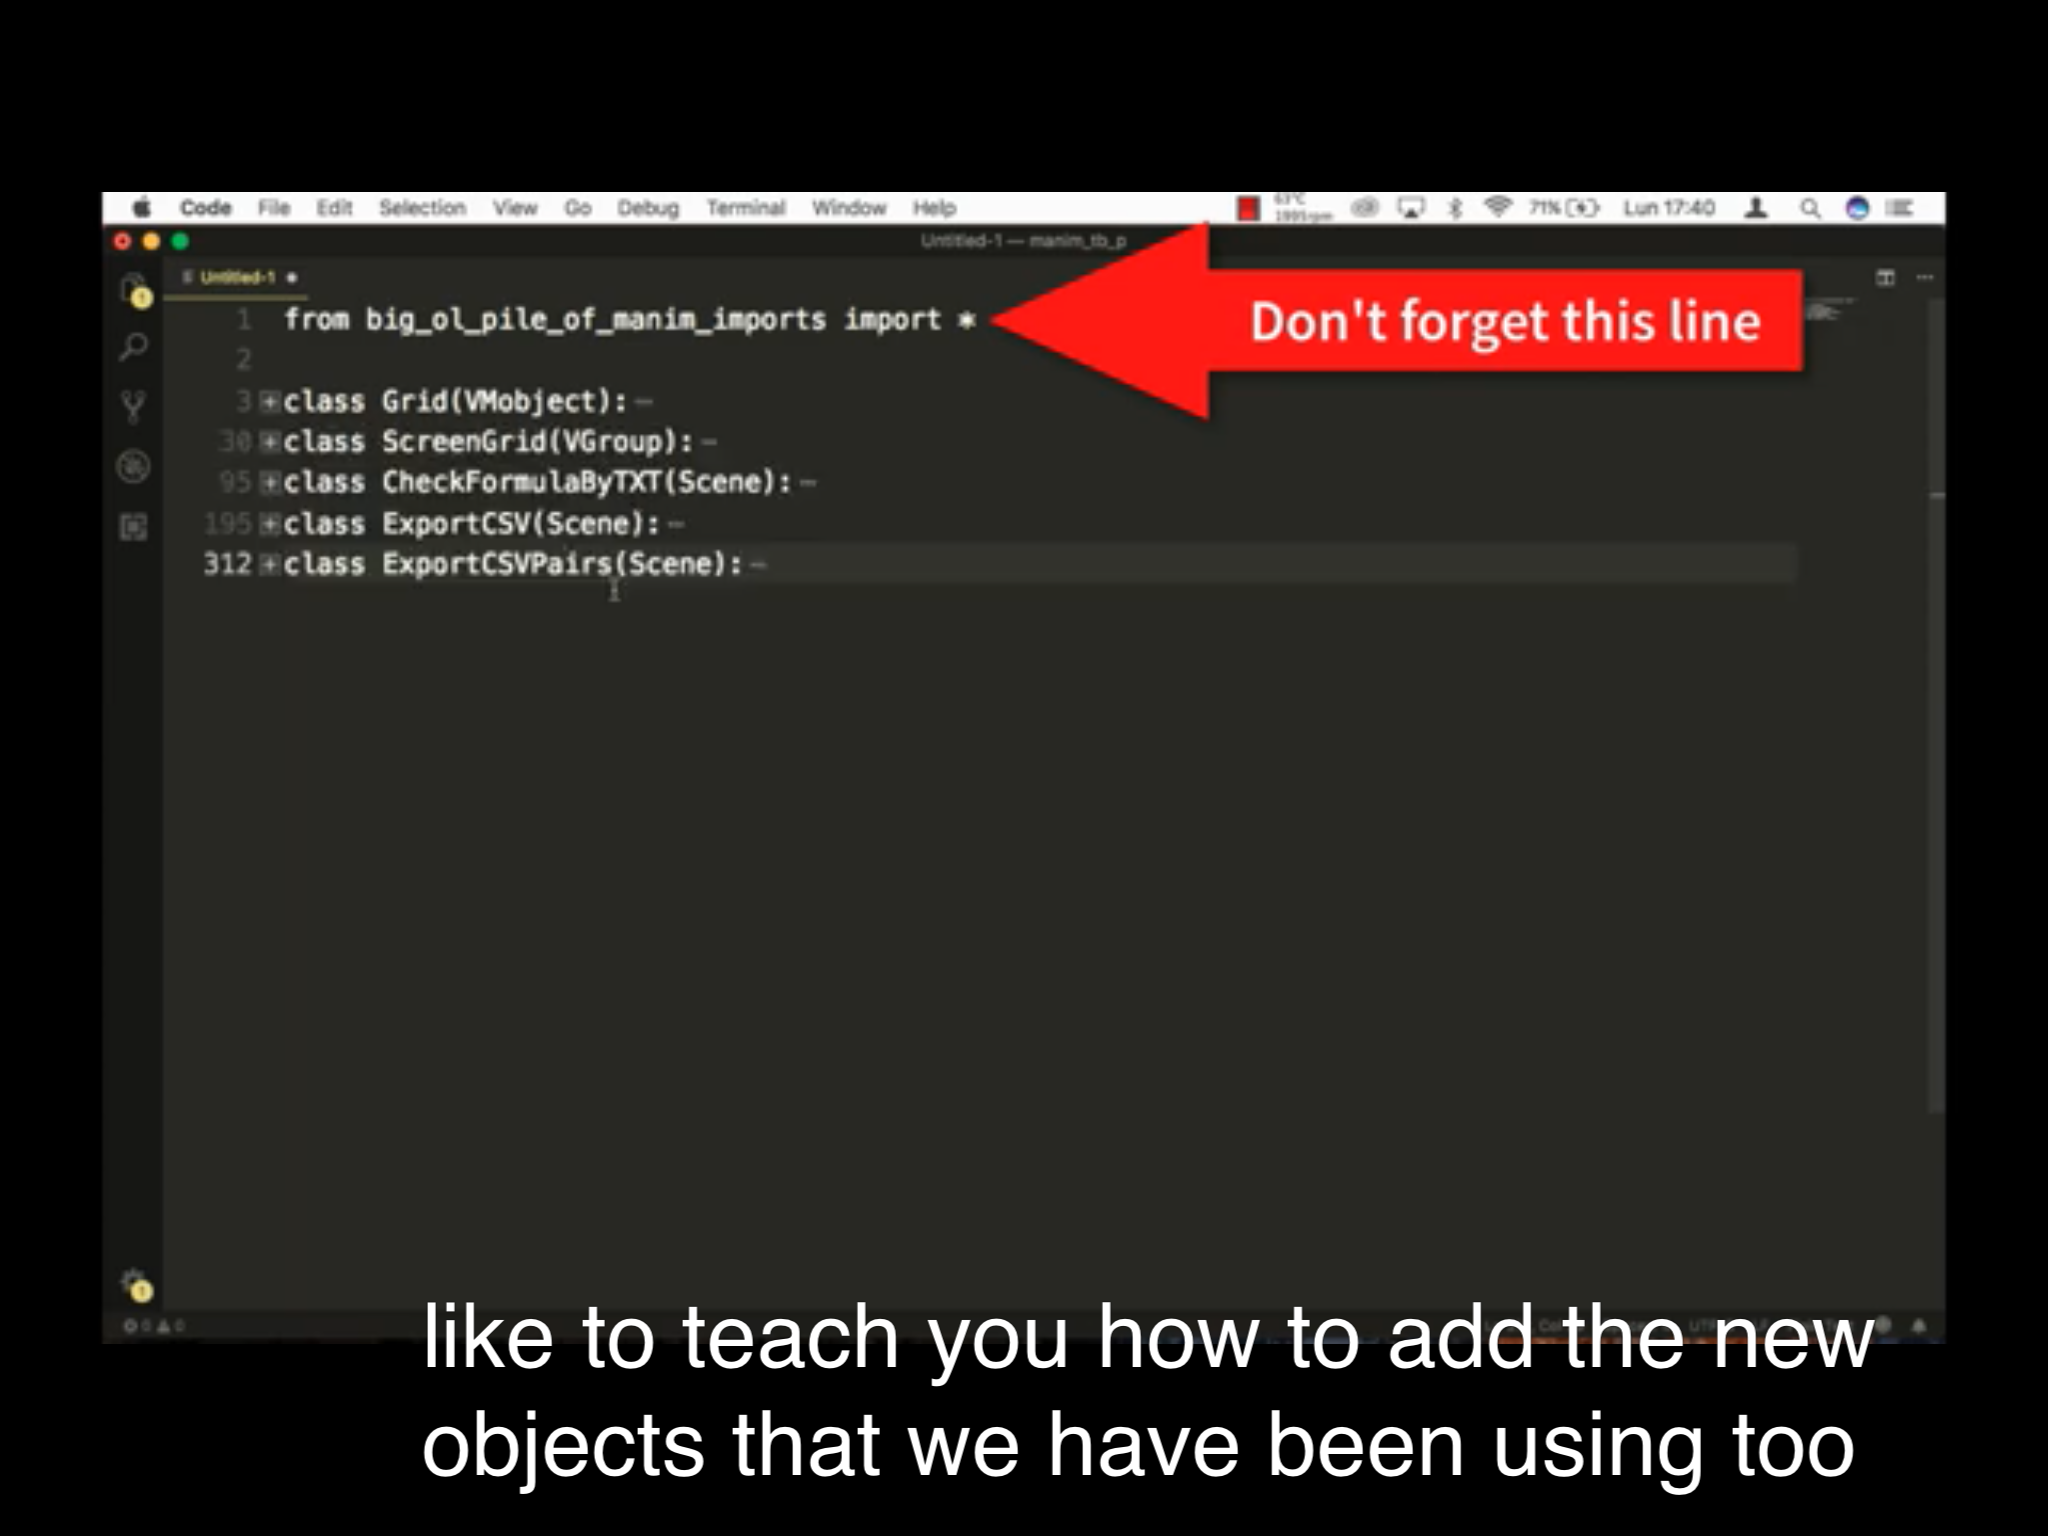 Code File Edit Selection View Go Debug Terminal Window Help 71% Lun 17:40
Untitled-1 — manim_tb_p
Untitled-1
1 from big_ol_pile_of_manim_imports import *
Don't forget this line
2
3 class Grid(VMobject):
30 class ScreenGrid(VGroup):
95 class CheckFormulaByTXT(Scene):
195 class ExportCSV(Scene):
312 class ExportCSVPairs(Scene):
like to teach you how to add the new
objects that we have been using too